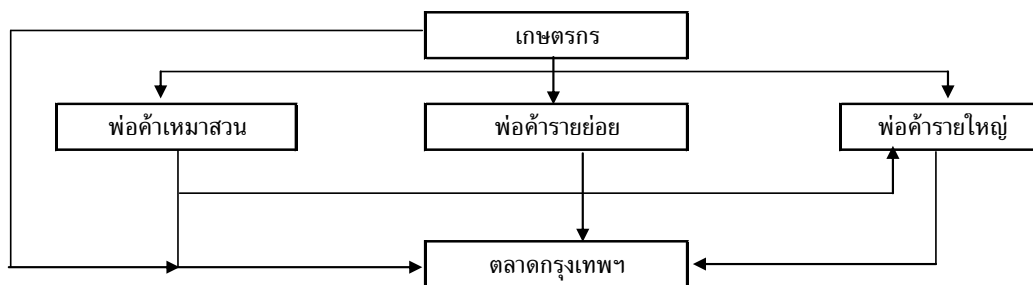 เกษตรกร
พ่อค้าเหมาสวน
พ่อค้ารายย่อย
พ่อค้ารายใหญ่
ตลาดกรุงเทพฯ